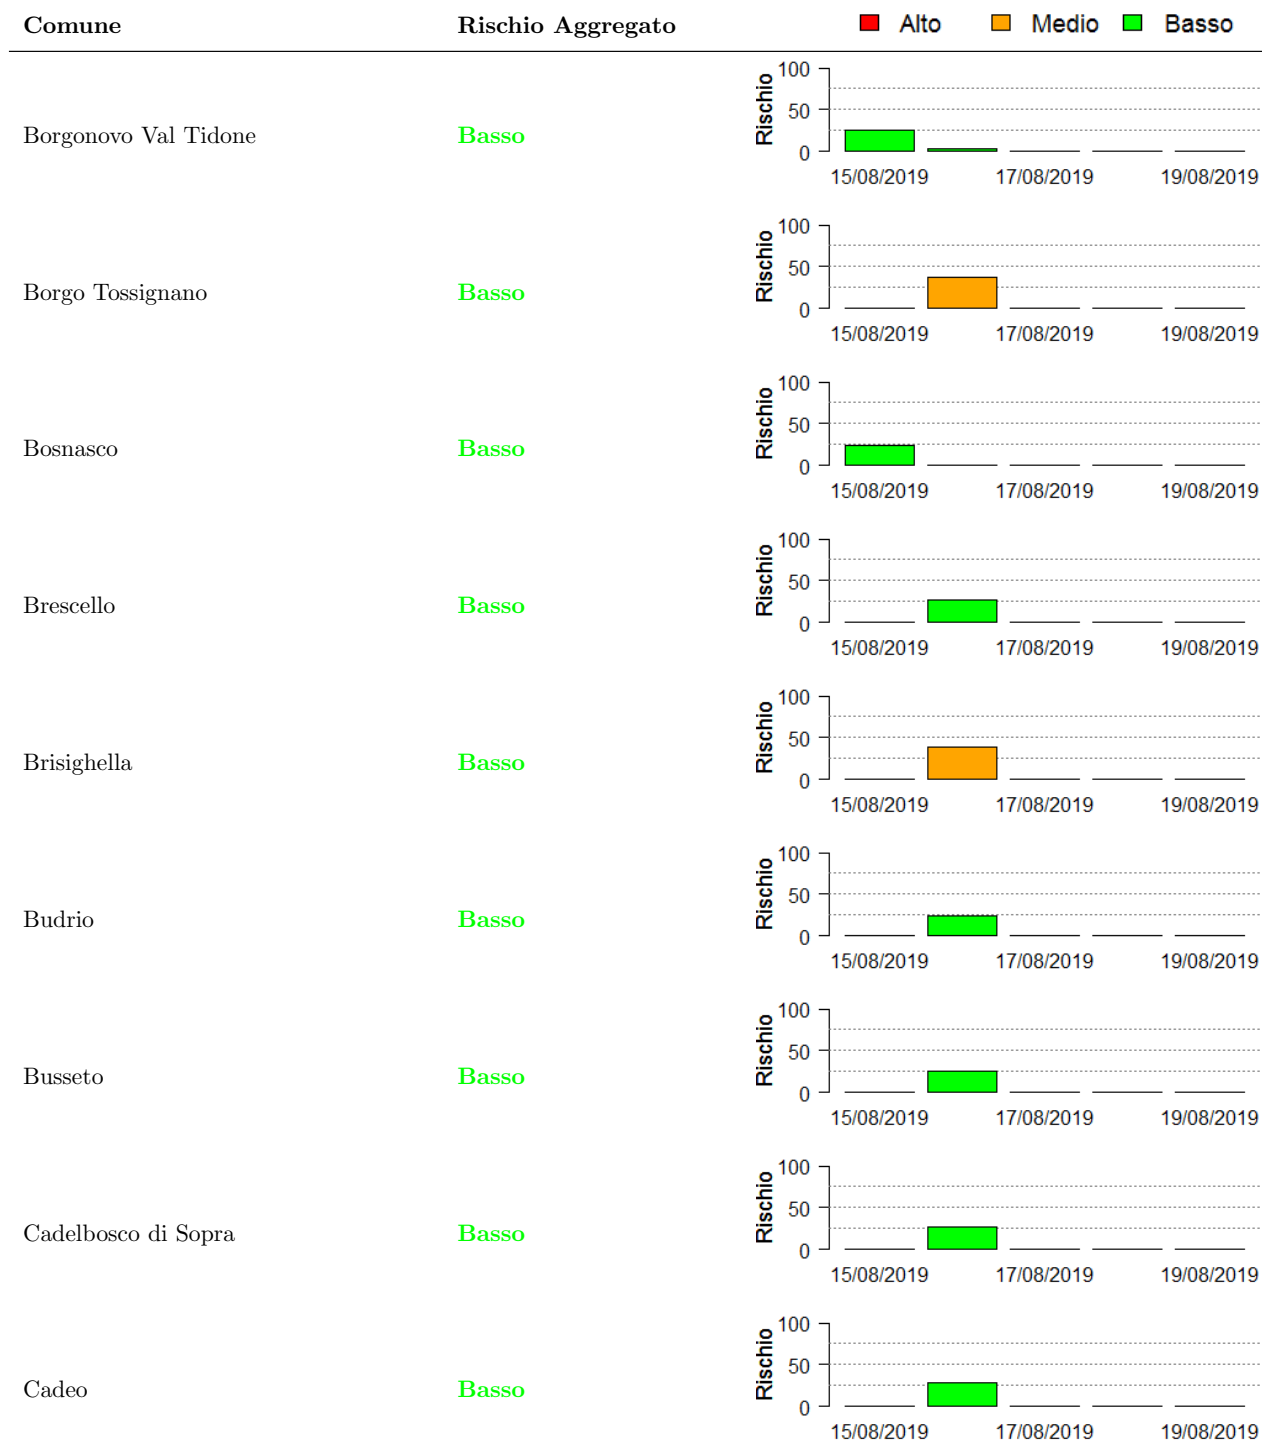 Comune Rischio Aggregato Alto Medio Basso
Borgonovo Val Tidone Basso
Rischio
100
50
0
15/08/2019 17/08/2019 19/08/2019
Borgo Tossignano Basso
Rischio
100
50
0
15/08/2019 17/08/2019 19/08/2019
Bosnasco Basso
Rischio
100
50
0
15/08/2019 17/08/2019 19/08/2019
Brescello Basso
Rischio
100
50
0
15/08/2019 17/08/2019 19/08/2019
Brisighella Basso
Rischio
100
50
0
15/08/2019 17/08/2019 19/08/2019
Budrio Basso
Rischio
100
50
0
15/08/2019 17/08/2019 19/08/2019
Busseto Basso
Rischio
100
50
0
15/08/2019 17/08/2019 19/08/2019
Cadelbosco di Sopra Basso
Rischio
100
50
0
15/08/2019 17/08/2019 19/08/2019
Cadeo Basso
Rischio
100
50
0
15/08/2019 17/08/2019 19/08/2019